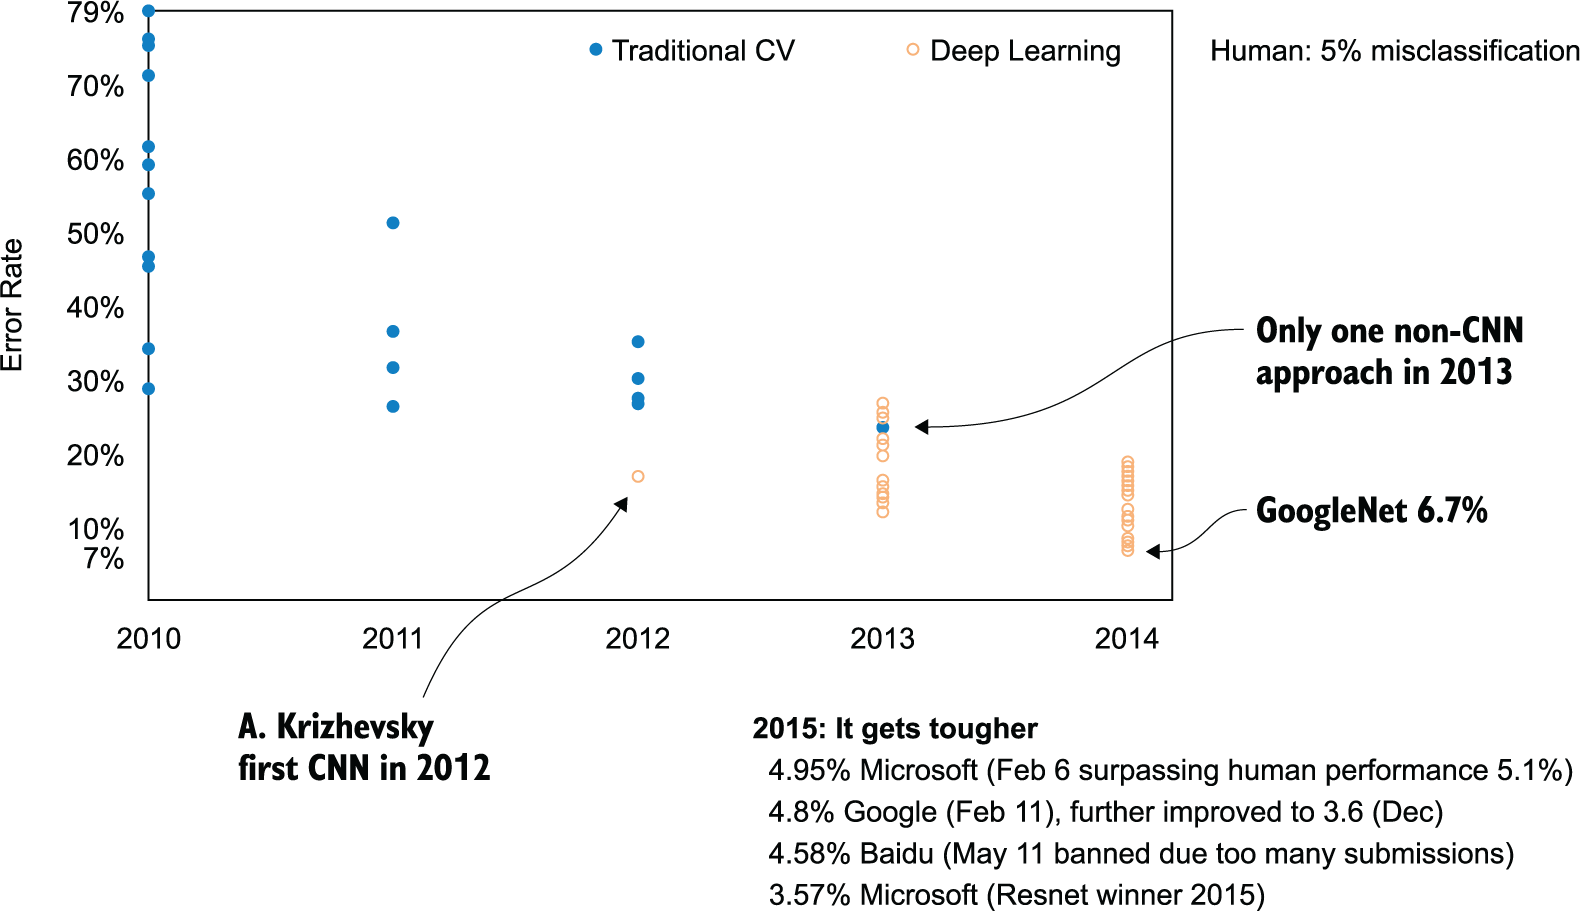 79%
Traditional CV
Deep Learning
Human: 5% misclassification
70%
60%
50%
Error Rate
40%
Only one non-CNN
approach in 2013
30%
20%
GoogleNet 6.7%
10%
7%
2010
2011
2012
2013
2014
A. Krizhevsky
first CNN in 2012
2015: It gets tougher
4.95% Microsoft (Feb 6 surpassing human performance 5.1%)
4.8% Google (Feb 11), further improved to 3.6 (Dec)
4.58% Baidu (May 11 banned due too many submissions)
3.57% Microsoft (Resnet winner 2015)